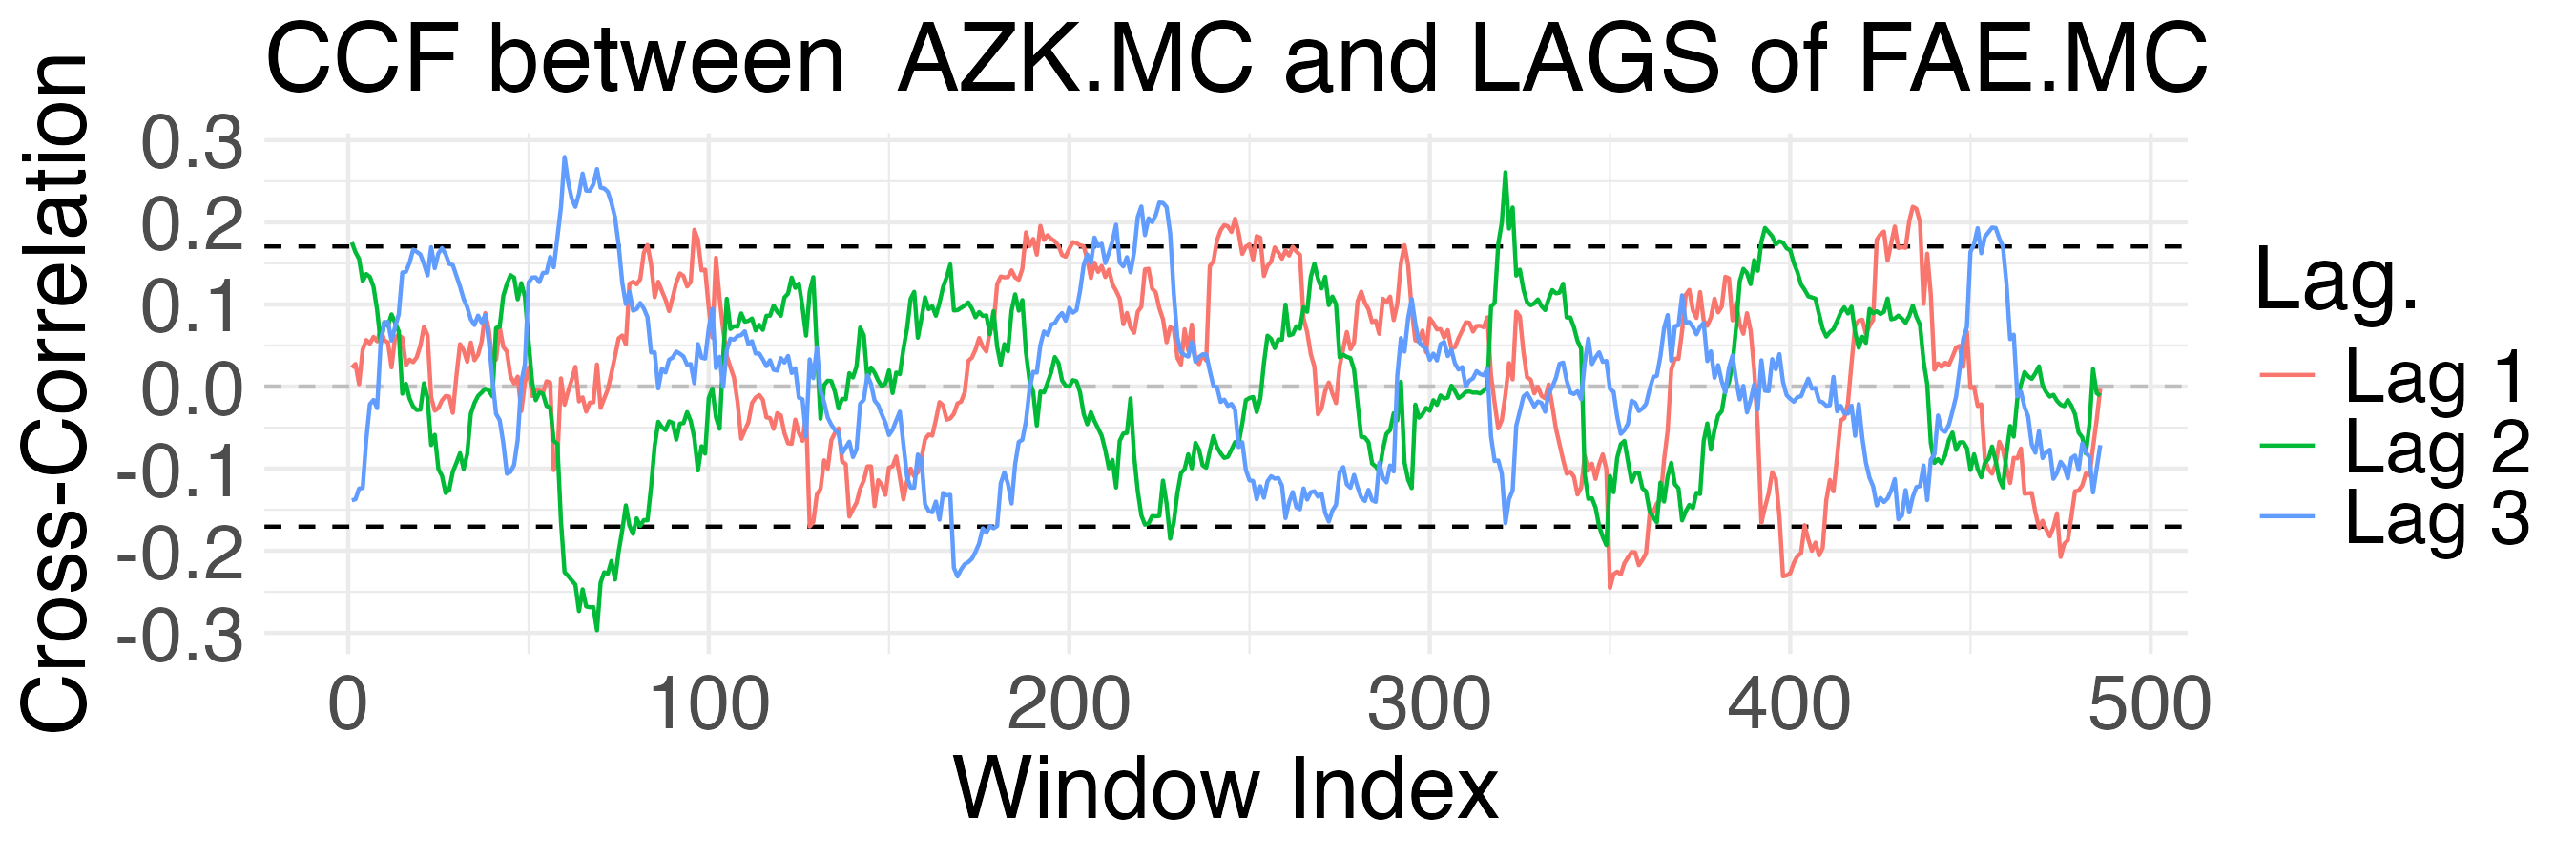 CCF between  AZK.MC and LAGS of FAE.MC
Cross-Correlation
0.3
0.2
0.1
0.0
-0.1
-0.2
-0.3
0 100 200 300 400 500
Window Index
Lag.
Lag 1
Lag 2
Lag 3